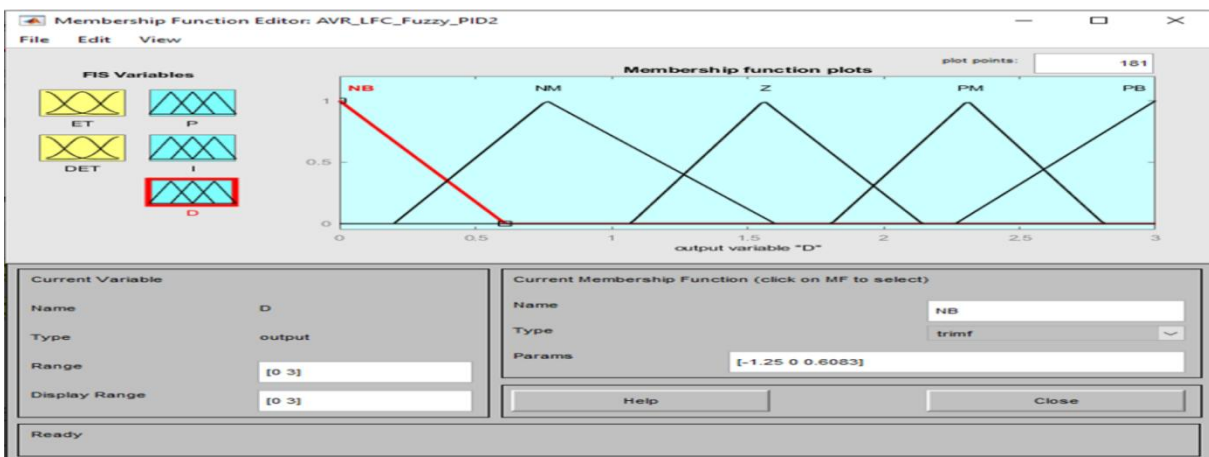 Membership Function Editor: AVR_LFC_Fuzzy_PID2
File Edit View
FIS Variables
ET P
DET I
D
Membership function plots
plot points: 181
NB NM Z PM PB
1
0.5
0
0 0.5 1 1.5 2 2.5 3
output variable "D"
Current Variable
Name D
Type output
Range [0 3]
Display Range [0 3]
Current Membership Function (click on MF to select)
Name NB
Type trimf
Params [-1.25 0 0.6083]
Help Close
Ready